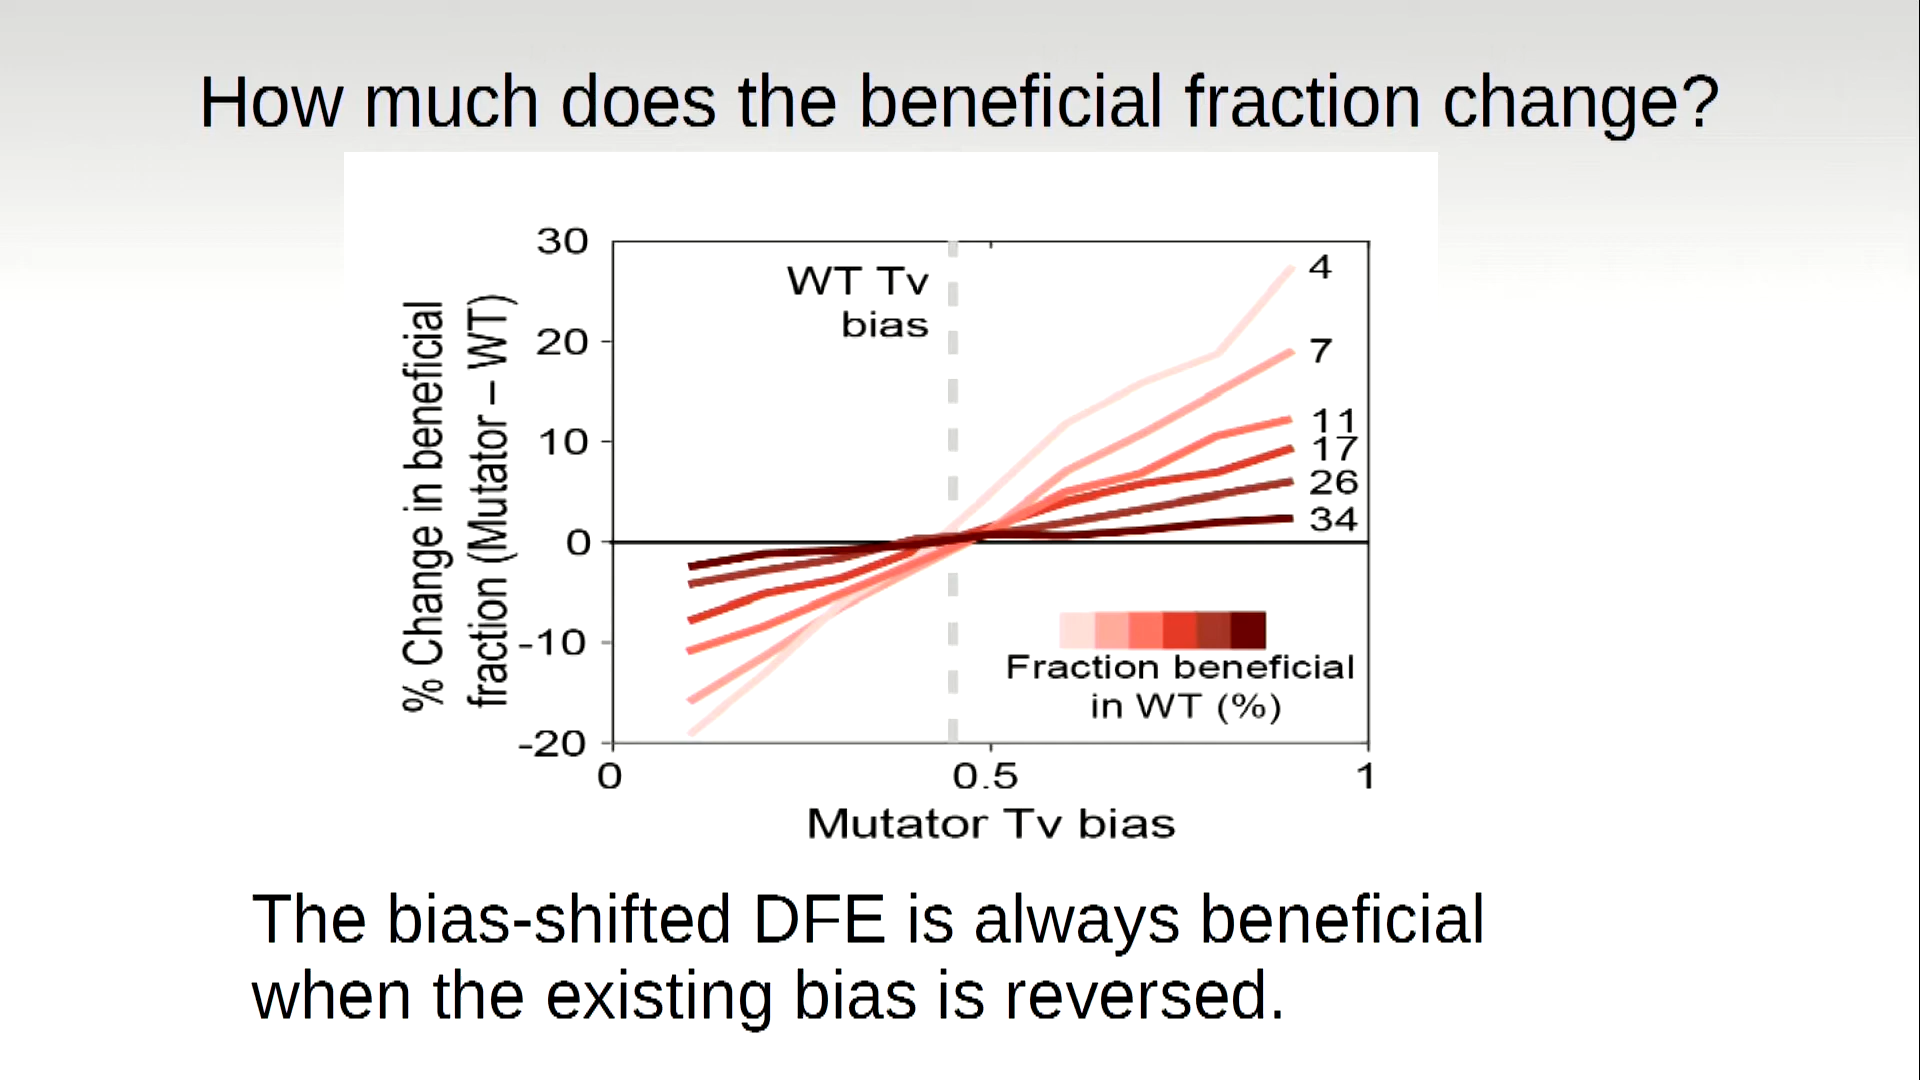 How much does the beneficial fraction change?
% Change in beneficial
fraction (Mutator – WT)
30
20
10
0
-10
-20
WT Tv
bias
4
7
11
17
26
34
Fraction beneficial
in WT (%)
0
0.5
1
Mutator Tv bias
The bias-shifted DFE is always beneficial
when the existing bias is reversed.